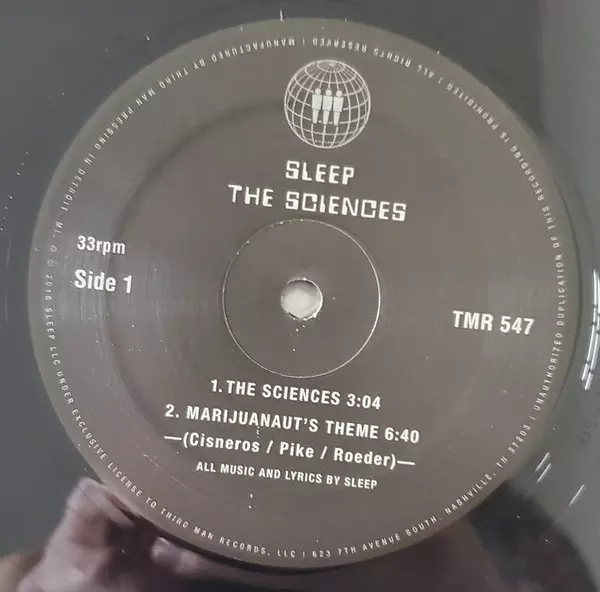 SLEEP
THE SCIENCES
33rpm
Side 1
TMR 547
1. THE SCIENCES 3:04
2. MARIJUANAUT'S THEME 6:40
—(Cisneros / Pike / Roeder)—
ALL MUSIC AND LYRICS BY SLEEP
MANUFACTURED BY THIRD MAN PRESSING IN DETROIT, MI. ℗ © 2018 SLEEP, LLC UNDER EXCLUSIVE LICENSE TO THIRD MAN RECORDS, LLC | 623 7TH AVENUE SOUTH, NASHVILLE, TN 37203 | UNAUTHORIZED DUPLICATION OF THIS RECORDING IS PROHIBITED | ALL RIGHTS RESERVED |